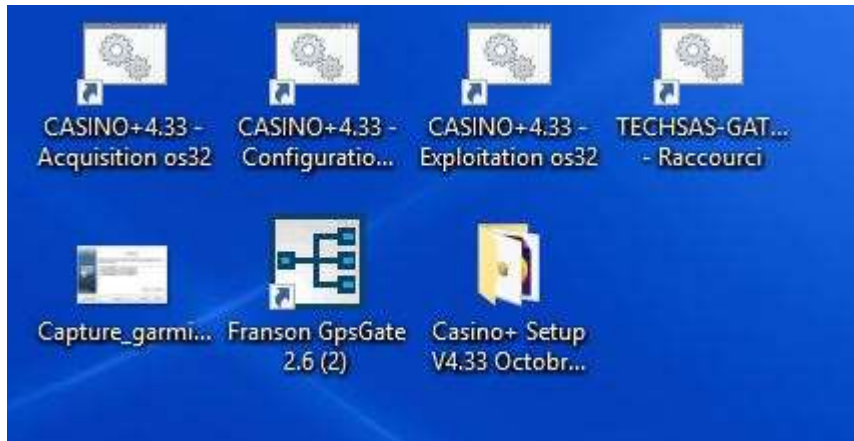 CASINO+4.33 -
Acquisition os32
CASINO+4.33 -
Configuratio...
CASINO+4.33 -
Exploitation os32
TECHSAS-GAT...
- Raccourci
Capture_garmi...
Franson GpsGate
2.6 (2)
Casino+ Setup
V4.33 Octobr...